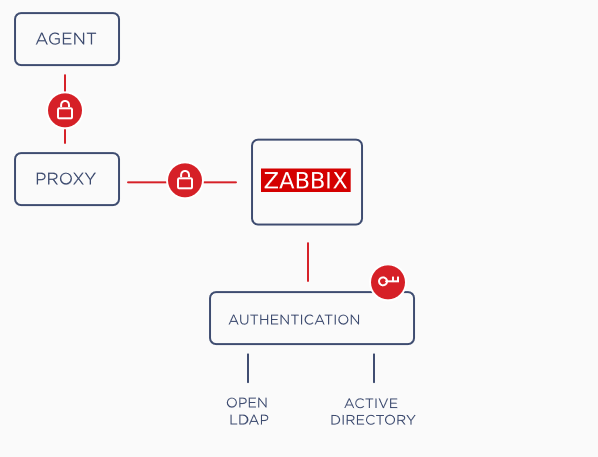 AGENT
PROXY
ZABBIX
AUTHENTICATION
OPEN
LDAP
ACTIVE
DIRECTORY